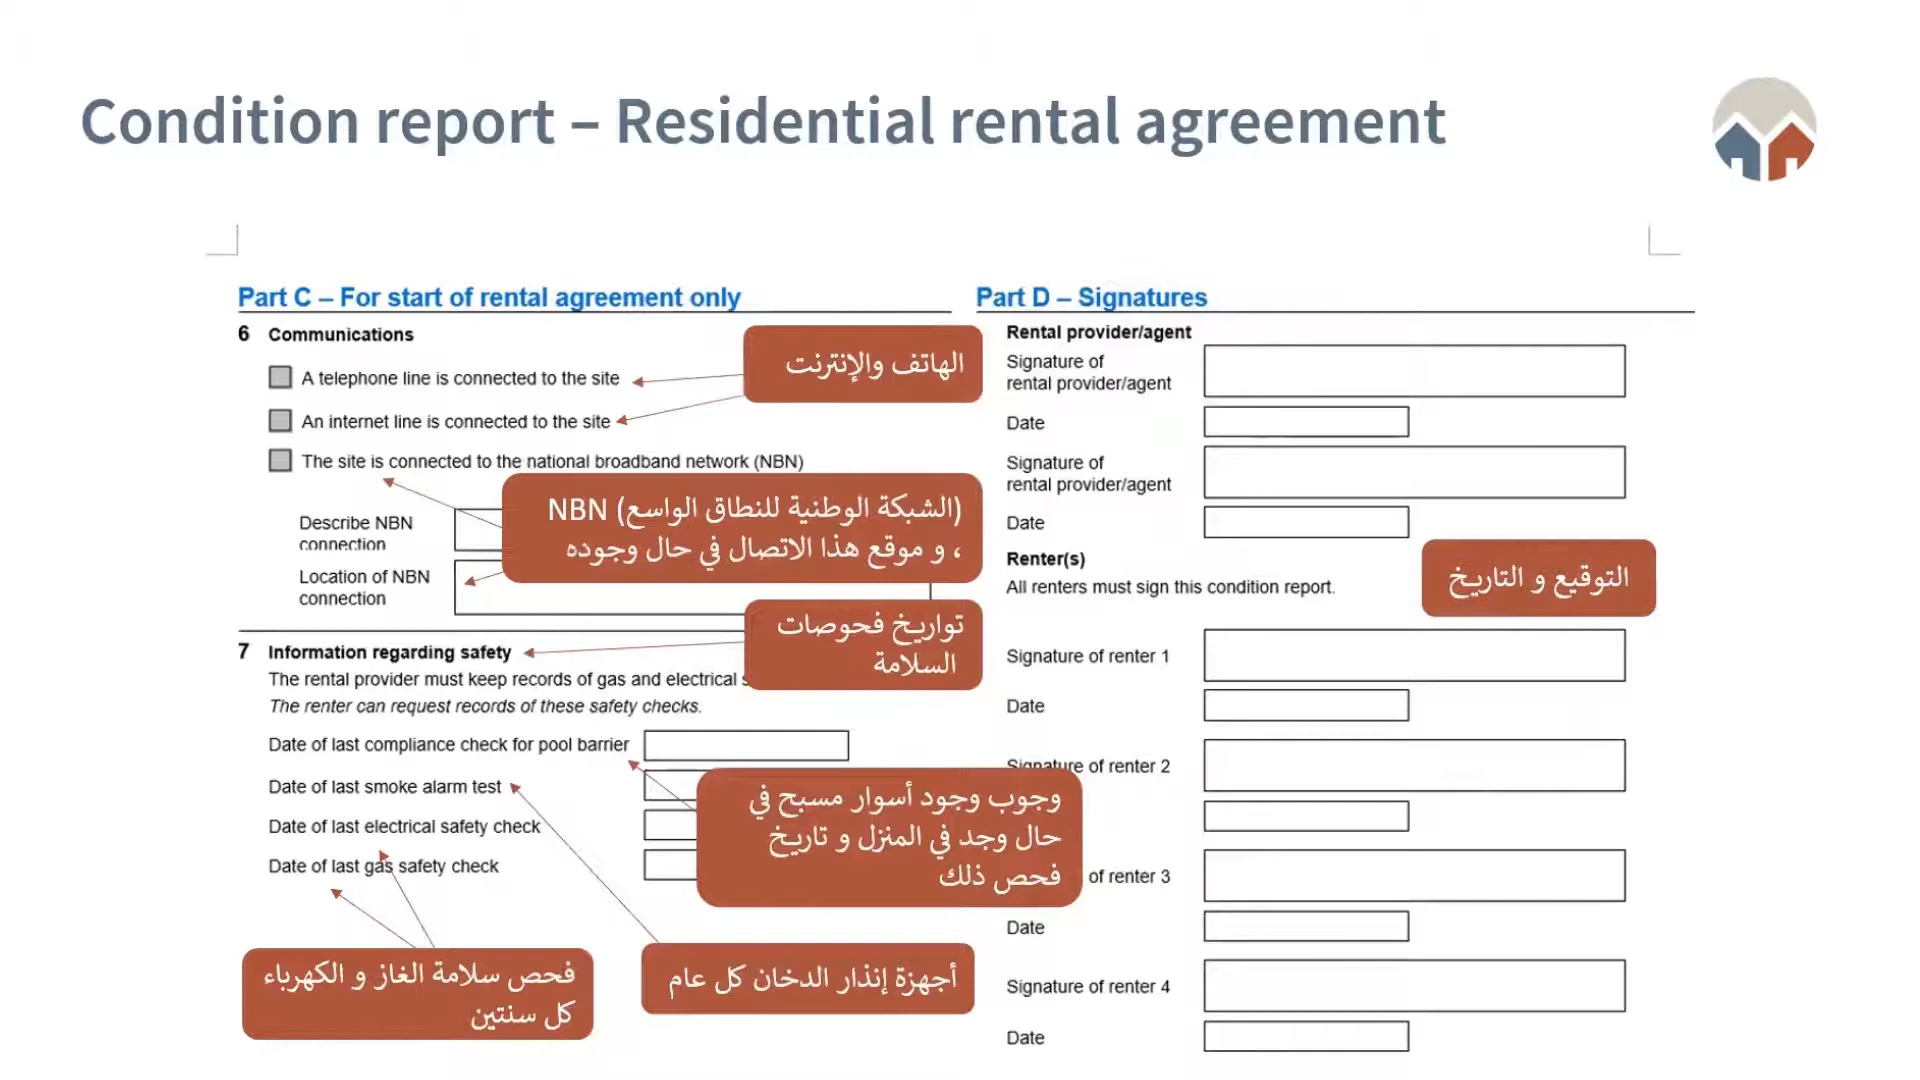 Condition report – Residential rental agreement
Part C – For start of rental agreement only
6 Communications
A telephone line is connected to the site
An internet line is connected to the site
الهاتف والإنترنت
The site is connected to the national broadband network (NBN)
Describe NBN
connection
Location of NBN
connection
(الشبكة الوطنية للنطاق الواسع) NBN
، و موقع هذا الاتصال في حال وجوده
تواريخ فحوصات
السلامة
7 Information regarding safety
The rental provider must keep records of gas and electrical
The renter can request records of these safety checks.
Date of last compliance check for pool barrier
Date of last smoke alarm test
Date of last electrical safety check
Date of last gas safety check
وجوب وجود أسوار مسبح في
حال وجد في المنزل و تاريخ
فحص ذلك
فحص سلامة الغاز و الكهرباء
كل سنتين
أجهزة إنذار الدخان كل عام
Part D – Signatures
Rental provider/agent
Signature of
rental provider/agent
Date
Signature of
rental provider/agent
Date
Renter(s)
All renters must sign this condition report.
التوقيع و التاريخ
Signature of renter 1
Date
Signature of renter 2
of renter 3
Date
Signature of renter 4
Date